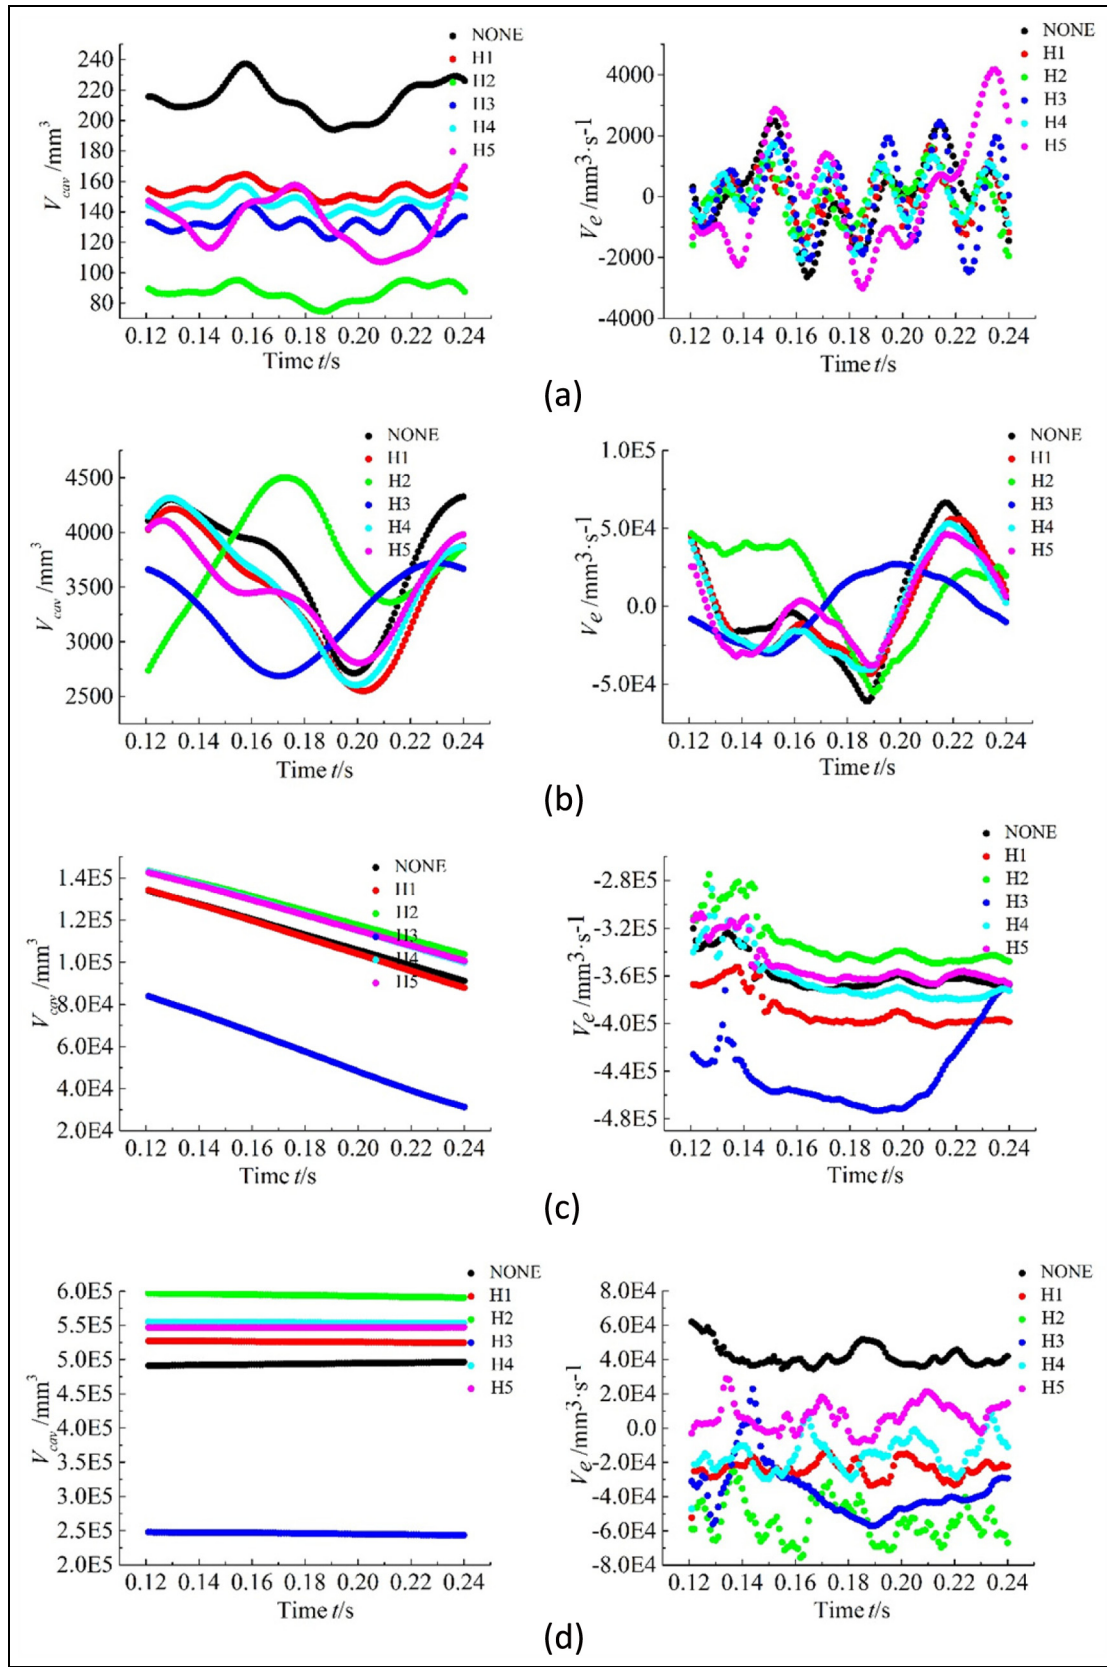 NONE
H1
H2
H3
H4
H5
240
220
200
180
160
140
120
100
80
V_cav /mm³
0.12 0.14 0.16 0.18 0.20 0.22 0.24
Time t/s
NONE
H1
H2
H3
H4
H5
4000
2000
0
-2000
-4000
Ve /mm³·s⁻¹
0.12 0.14 0.16 0.18 0.20 0.22 0.24
Time t/s
(a)
NONE
H1
H2
H3
H4
H5
4500
4000
3500
3000
2500
V_cav /mm³
0.12 0.14 0.16 0.18 0.20 0.22 0.24
Time t/s
NONE
H1
H2
H3
H4
H5
1.0E5
5.0E4
0.0
-5.0E4
Ve /mm³·s⁻¹
0.12 0.14 0.16 0.18 0.20 0.22 0.24
Time t/s
(b)
NONE
H1
H2
H3
H4
H5
1.4E5
1.2E5
1.0E5
8.0E4
6.0E4
4.0E4
2.0E4
V_cav /mm³
0.12 0.14 0.16 0.18 0.20 0.22 0.24
Time t/s
NONE
H1
H2
H3
H4
H5
-2.8E5
-3.2E5
-3.6E5
-4.0E5
-4.4E5
-4.8E5
Ve /mm³·s⁻¹
0.12 0.14 0.16 0.18 0.20 0.22 0.24
Time t/s
(c)
NONE
H1
H2
H3
H4
H5
6.0E5
5.5E5
5.0E5
4.5E5
4.0E5
3.5E5
3.0E5
2.5E5
2.0E5
V_cav /mm³
0.12 0.14 0.16 0.18 0.20 0.22 0.24
Time t/s
NONE
H1
H2
H3
H4
H5
8.0E4
6.0E4
4.0E4
2.0E4
0.0
-2.0E4
-4.0E4
-6.0E4
-8.0E4
Ve /mm³·s⁻¹
0.12 0.14 0.16 0.18 0.20 0.22 0.24
Time t/s
(d)